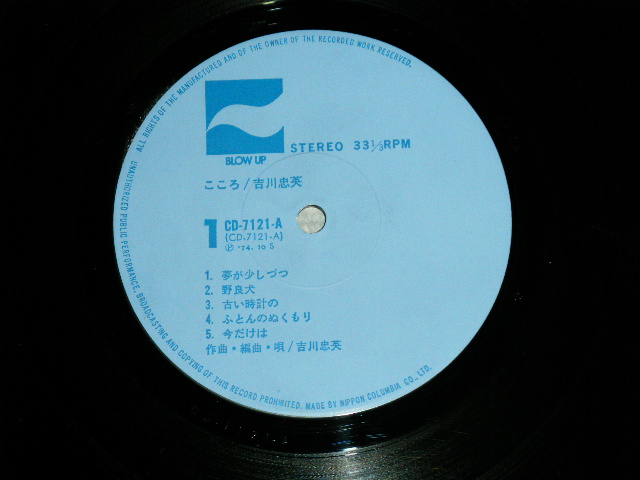 ALL RIGHTS OF THE MANUFACTURER AND OF THE OWNER OF THE RECORDED WORK RESERVED.
BLOW UP
STEREO 33 1/3 RPM
こころ/吉川忠英
1
CD-7121-A
(CD-7121-A)
Ⓟ '74. 10 S
1. 夢が少しづつ
2. 野良犬
3. 古い時計の
4. ふとんのぬくもり
5. 今だけは
作曲・編曲・唄/吉川忠英
UNAUTHORIZED PUBLIC PERFORMANCE, BROADCASTING AND COPYING OF THIS RECORD PROHIBITED. MADE BY NIPPON COLUMBIA CO., LTD.